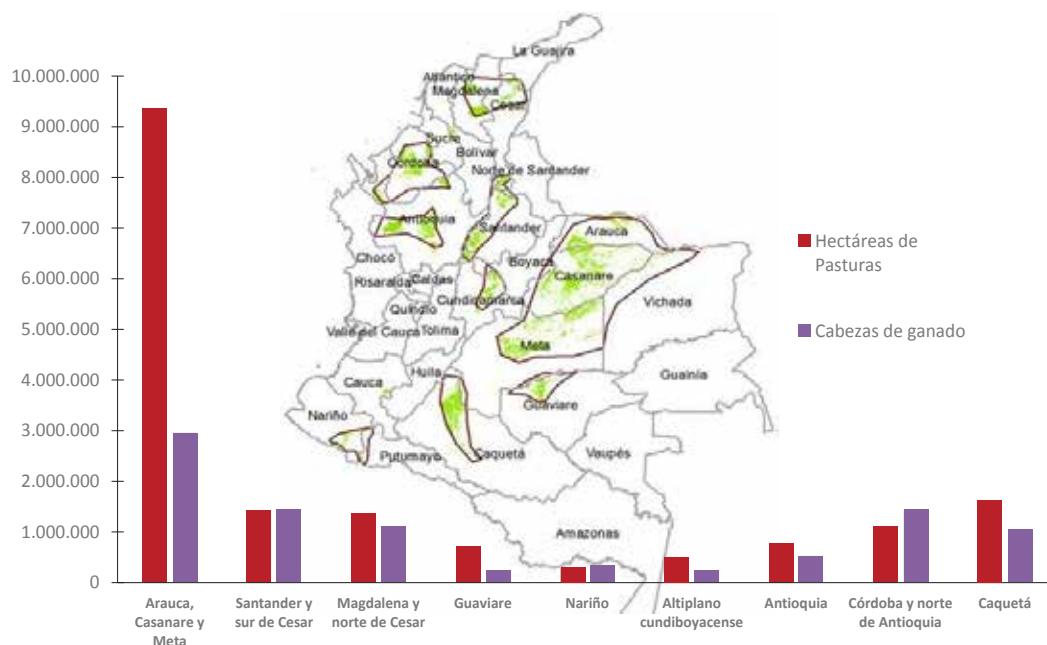 10.000.000
9.000.000
8.000.000
7.000.000
6.000.000
5.000.000
4.000.000
3.000.000
2.000.000
1.000.000
0
La Guajira
Atlántico
Magdalena
Cesar
Sucre
Córdoba
Bolívar
Norte de Santander
Antioquia
Santander
Arauca
Chocó
Boyacá
Casanare
Risaralda
Caldas
Cundinamarca
Vichada
Quindío
Valle del Cauca
Tolima
Meta
Huila
Guainía
Cauca
Guaviare
Nariño
Putumayo
Caquetá
Vaupés
Amazonas
Hectáreas de
Pasturas
Cabezas de ganado
Arauca,
Casanare y
Meta
Santander y
sur de Cesar
Magdalena y
norte de Cesar
Guaviare
Nariño
Altiplano
cundiboyacense
Antioquia
Córdoba y norte
de Antioquia
Caquetá